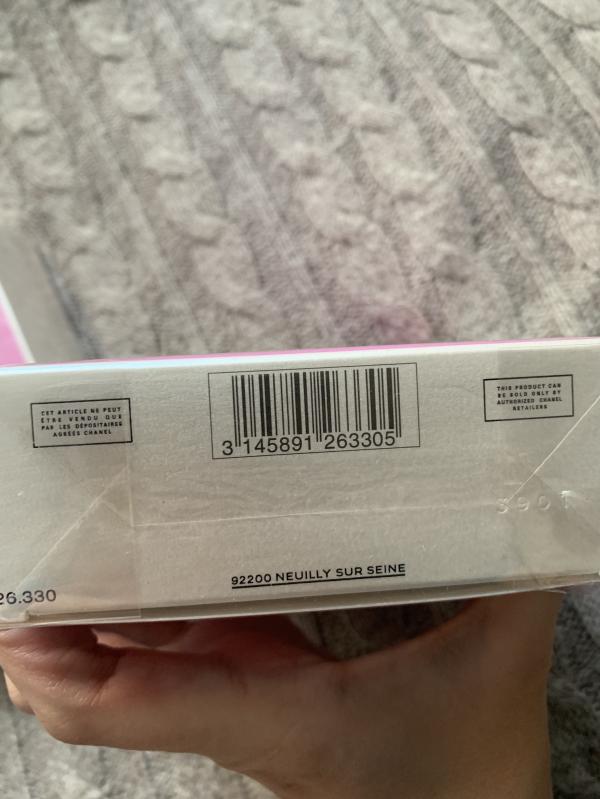 CET ARTICLE NE PEUT
ÊTRE VENDU QUE
PAR LES DÉPOSITAIRES
AGRÉÉS CHANEL
3 145891 263305
THIS PRODUCT CAN
BE SOLD ONLY BY
AUTHORIZED CHANEL
RETAILERS
92200 NEUILLY SUR SEINE
26.330